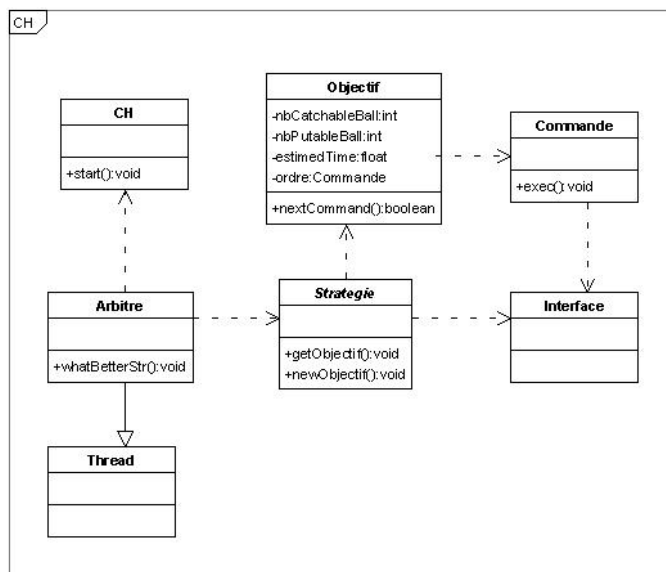 CH
CH
+start():void
Objectif
-nbCatchableBall:int
-nbPutableBall:int
-estimedTime:float
-ordre:Commande
+nextCommand():boolean
Commande
+exec():void
Arbitre
+whatBetterStr():void
Strategie
+getObjectif():void
+newObjectif():void
Interface
Thread